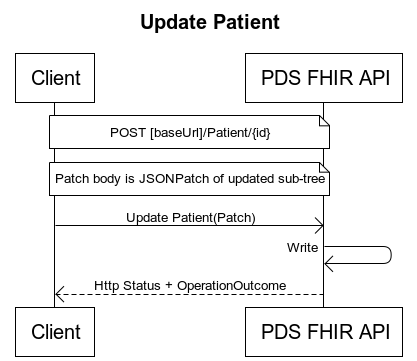 Update Patient
Client
PDS FHIR API
POST [baseUrl]/Patient/{id}
Patch body is JSONPatch of updated sub-tree
Update Patient(Patch)
Write
Http Status + OperationOutcome
Client
PDS FHIR API